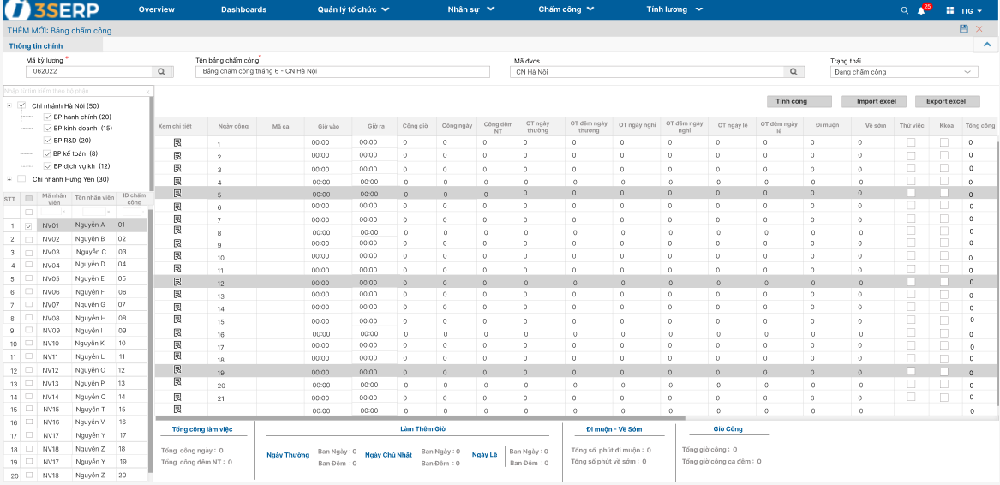 3SERP Overview Dashboards Quản lý tổ chức Nhân sự Chấm công Tính lương 25 ITG
THÊM MỚI: Bảng chấm công
Thông tin chính
Mã kỳ lương * Tên bảng chấm công * Mã đvcs Trạng thái
062022 Bảng chấm công tháng 6 - CN Hà Nội CN Hà Nội Đang chấm công
Nhập từ tìm kiếm theo bộ phận x
Tính công Import excel Export excel
Chi nhánh Hà Nội (50)
BP hành chính (20)
BP kinh doanh (15)
BP R&D (20)
BP kế toán (8)
BP dịch vụ kh (12)
Chi nhánh Hưng Yên (30)
STT Mã nhân viên Tên nhân viên ID chấm công
1 NV01 Nguyễn A 01
2 NV02 Nguyễn B 02
3 NV03 Nguyễn C 03
4 NV04 Nguyễn D 04
5 NV05 Nguyễn E 05
6 NV06 Nguyễn F 06
7 NV07 Nguyễn G 07
8 NV08 Nguyễn H 08
9 NV09 Nguyễn I 09
10 NV10 Nguyễn K 10
11 NV11 Nguyễn L 11
12 NV12 Nguyễn O 12
13 NV13 Nguyễn P 13
14 NV14 Nguyễn Q 14
15 NV15 Nguyễn T 15
16 NV16 Nguyễn V 16
17 NV17 Nguyễn Y 17
18 NV18 Nguyễn Z 18
19 NV17 Nguyễn Y 19
20 NV18 Nguyễn Z 20
Xem chi tiết Ngày công Mã ca Giờ vào Giờ ra Công giờ Công ngày Công đêm NT OT ngày thường OT đêm ngày thường OT ngày nghỉ OT đêm ngày nghỉ OT ngày lễ OT đêm ngày lễ Đi muộn Về sớm Thử việc Khóa Tổng công
1 00:00 00:00 0 0 0 0 0 0 0 0 0 0 0 0
2 00:00 00:00 0 0 0 0 0 0 0 0 0 0 0 0
3 00:00 00:00 0 0 0 0 0 0 0 0 0 0 0 0
4 00:00 00:00 0 0 0 0 0 0 0 0 0 0 0 0
5 00:00 00:00 0 0 0 0 0 0 0 0 0 0 0 0
6 00:00 00:00 0 0 0 0 0 0 0 0 0 0 0 0
7 00:00 00:00 0 0 0 0 0 0 0 0 0 0 0 0
8 00:00 00:00 0 0 0 0 0 0 0 0 0 0 0 0
9 00:00 00:00 0 0 0 0 0 0 0 0 0 0 0 0
10 00:00 00:00 0 0 0 0 0 0 0 0 0 0 0 0
11 00:00 00:00 0 0 0 0 0 0 0 0 0 0 0 0
12 00:00 00:00 0 0 0 0 0 0 0 0 0 0 0 0
13 00:00 00:00 0 0 0 0 0 0 0 0 0 0 0 0
14 00:00 00:00 0 0 0 0 0 0 0 0 0 0 0 0
15 00:00 00:00 0 0 0 0 0 0 0 0 0 0 0 0
16 00:00 00:00 0 0 0 0 0 0 0 0 0 0 0 0
17 00:00 00:00 0 0 0 0 0 0 0 0 0 0 0 0
18 00:00 00:00 0 0 0 0 0 0 0 0 0 0 0 0
19 00:00 00:00 0 0 0 0 0 0 0 0 0 0 0 0
20 00:00 00:00 0 0 0 0 0 0 0 0 0 0 0 0
21 00:00 00:00 0 0 0 0 0 0 0 0 0 0 0 0
00:00 00:00 0 0 0 0 0 0 0 0 0 0 0 0
Tổng công làm việc
Tổng công ngày : 0
Tổng công đêm NT : 0
Làm Thêm Giờ
Ngày Thường Ban Ngày : 0 Ngày Chủ Nhật Ban Ngày : 0 Ngày Lễ Ban Ngày : 0
Ban Đêm : 0 Ban Đêm : 0 Ban Đêm : 0
Đi muộn - Về Sớm
Tổng số phút đi muộn : 0
Tổng số phút về sớm : 0
Giờ Công
Tổng giờ công : 0
Tổng giờ công ca đêm : 0